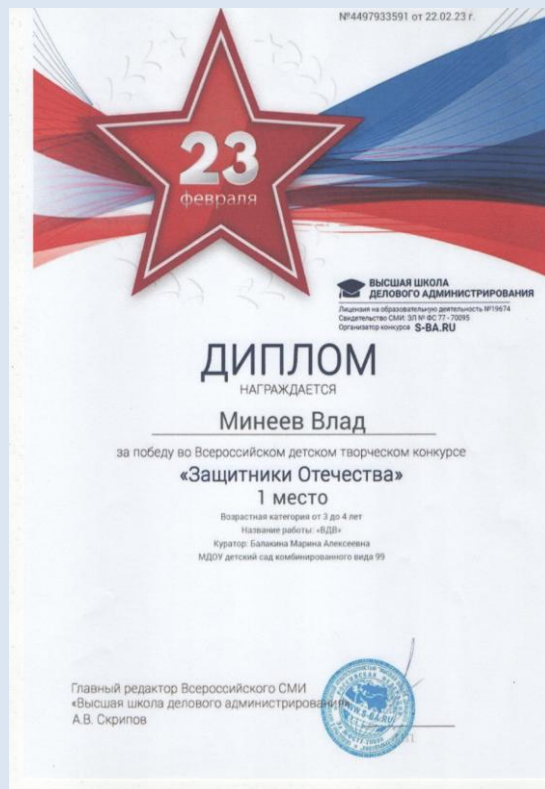 №4497933591 от 22.02.23 г.
23
февраля
ВЫСШАЯ ШКОЛА
ДЕЛОВОГО АДМИНИСТРИРОВАНИЯ
Лицензия на образовательную деятельность №19674
Свидетельство СМИ: ЭЛ № ФС 77 - 70095
Организатор конкурса S-BA.RU
ДИПЛОМ
НАГРАЖДАЕТСЯ
Минеев Влад
за победу во Всероссийском детском творческом конкурсе
«Защитники Отечества»
1 место
Возрастная категория от 3 до 4 лет
Название работы: «ВДВ»
Куратор: Балакина Марина Алексеевна
МДОУ детский сад комбинированного вида 99
Главный редактор Всероссийского СМИ
«Высшая школа делового администрирования»
А.В. Скрипов
S-BA.RU